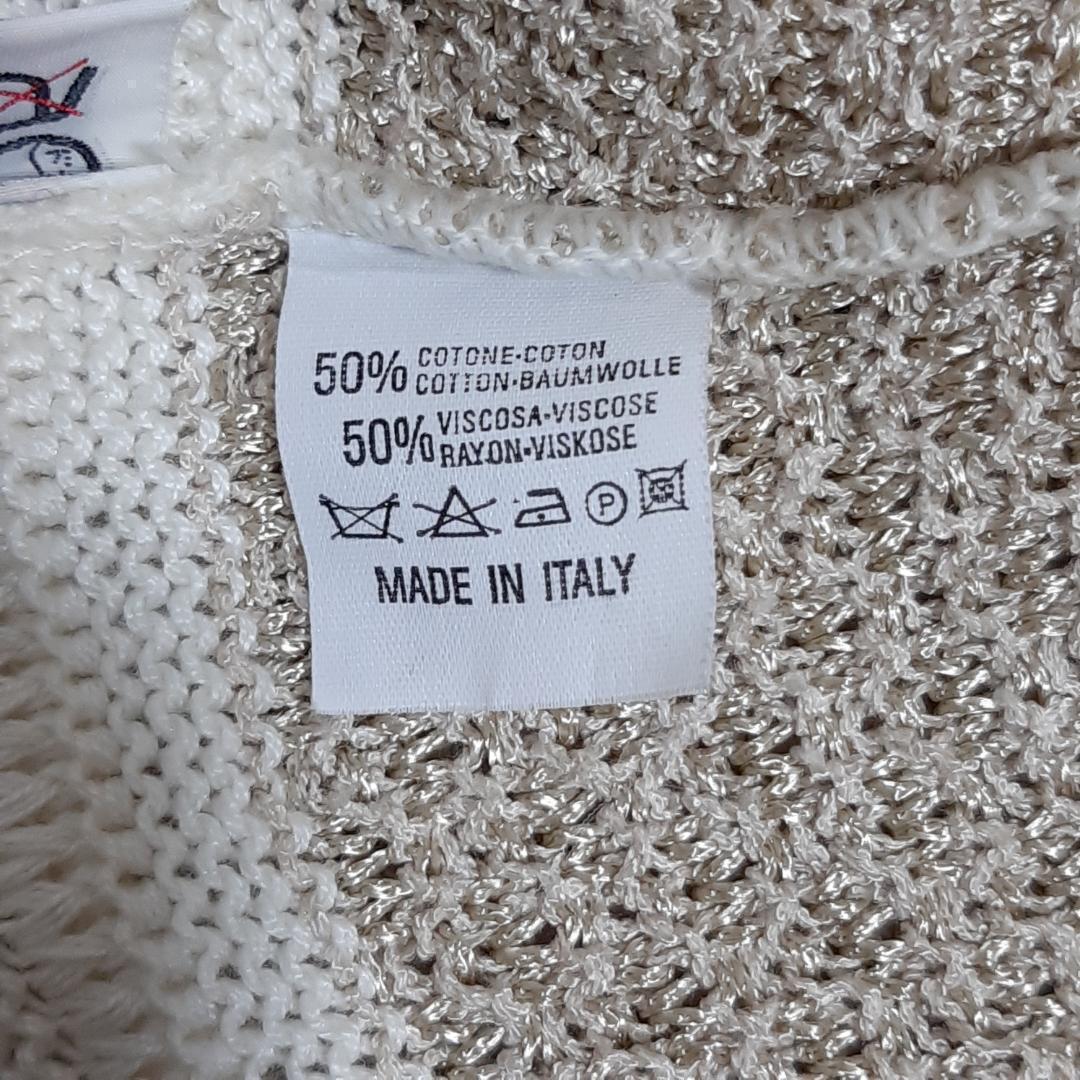 50% COTONE-COTON
COTTON-BAUMWOLLE
50% VISCOSA-VISCOSE
RAYON-VISKOSE
P
MADE IN ITALY